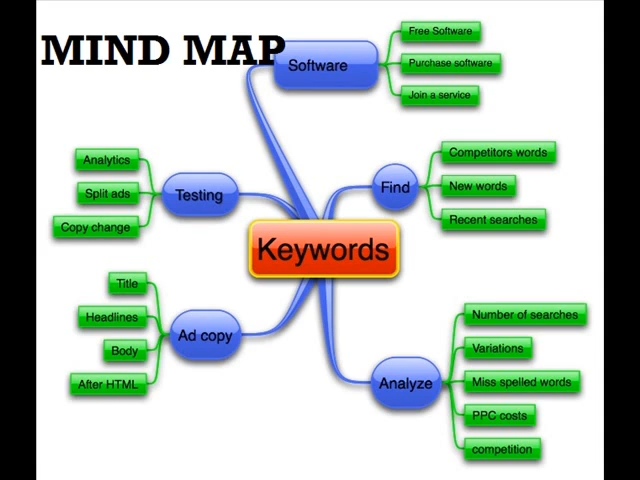 MIND MAP
Software
Free Software
Purchase software
Join a service
Find
Competitors words
New words
Recent searches
Testing
Analytics
Split ads
Copy change
Keywords
Ad copy
Title
Headlines
Body
After HTML
Analyze
Number of searches
Variations
Miss spelled words
PPC costs
competition